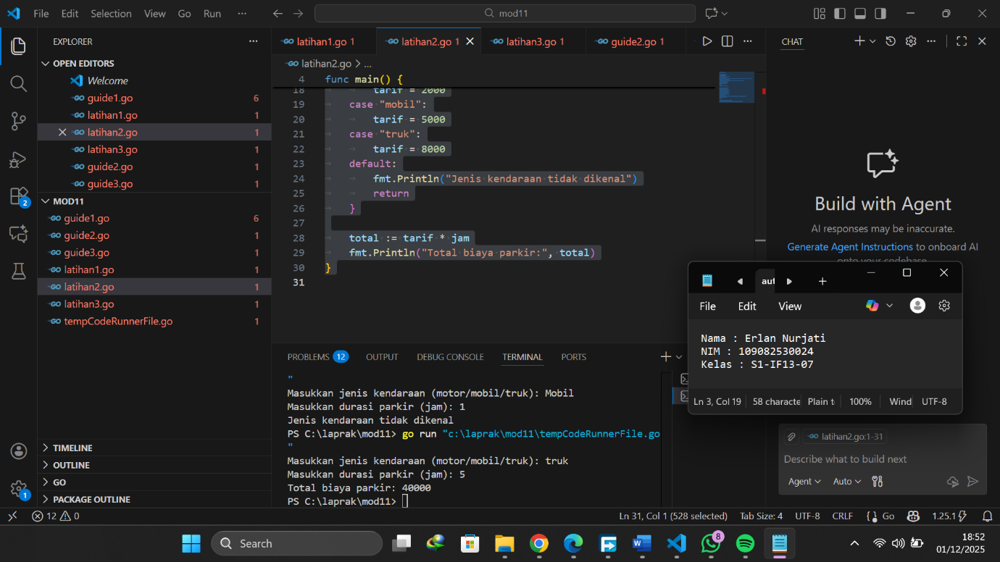 File Edit Selection View Go Run ···
mod11
EXPLORER
OPEN EDITORS
Welcome
guide1.go 6
latihan1.go 1
latihan2.go 1
latihan3.go 1
guide2.go 1
guide3.go 1
MOD11
guide1.go 6
guide2.go 1
guide3.go 1
latihan1.go 1
latihan2.go 1
latihan3.go 1
tempCodeRunnerFile.go 1
TIMELINE
OUTLINE
GO
PACKAGE OUTLINE
2
1
latihan1.go 1 latihan2.go 1 latihan3.go 1 guide2.go 1
latihan2.go > ...
4 func main() {
18 tarif = 2000
19 case "mobil":
20 tarif = 5000
21 case "truk":
22 tarif = 8000
23 default:
24 fmt.Println("Jenis kendaraan tidak dikenal")
25 return
26 }
27
28 total := tarif * jam
29 fmt.Println("Total biaya parkir:", total)
30 }
31
PROBLEMS 12 OUTPUT DEBUG CONSOLE TERMINAL PORTS
"
Masukkan jenis kendaraan (motor/mobil/truk): Mobil
Masukkan durasi parkir (jam): 1
Jenis kendaraan tidak dikenal
PS C:\laprak\mod11> go run "c:\laprak\mod11\tempCodeRunnerFile.go
"
Masukkan jenis kendaraan (motor/mobil/truk): truk
Masukkan durasi parkir (jam): 5
Total biaya parkir: 40000
PS C:\laprak\mod11>
CHAT
Build with Agent
AI responses may be inaccurate.
Generate Agent Instructions to onboard AI
onto your codebase.
aut
File Edit View
Nama : Erlan Nurjati
NIM : 109082530024
Kelas : S1-IF13-07
Ln 3, Col 19 58 characte Plain t 100% Wind UTF-8
latihan2.go:1-31
Describe what to build next
Agent Auto
12 0 Ln 31, Col 1 (528 selected) Tab Size: 4 UTF-8 CRLF Go 1.25.1
Search
8
18:52
01/12/2025